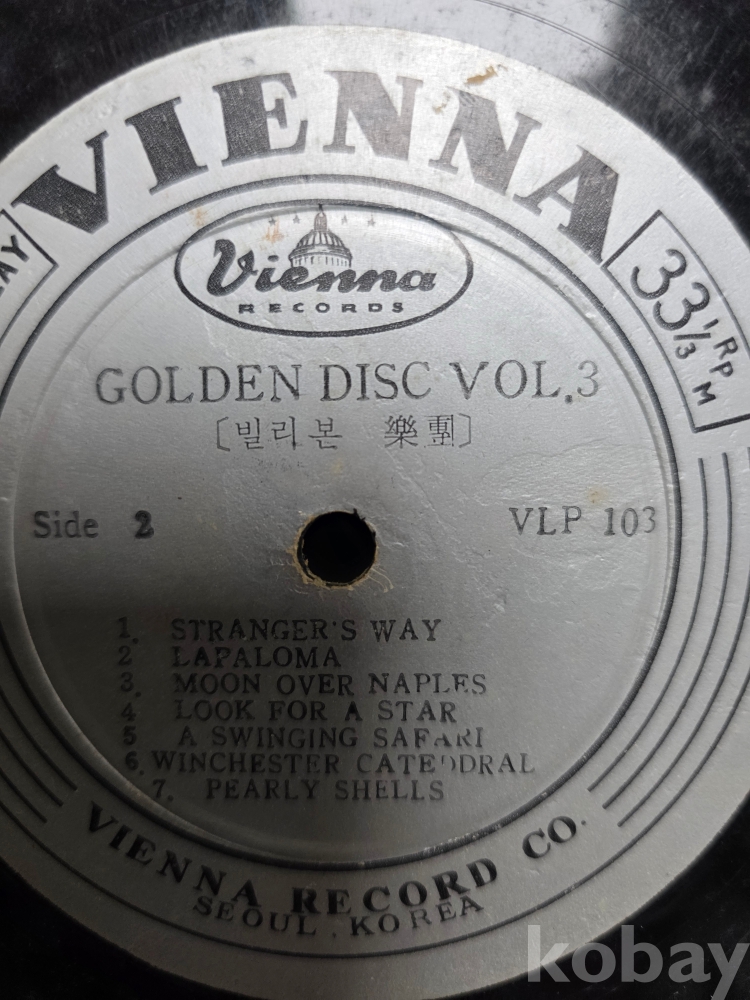 VIENNA
Vienna
RECORDS
33 1/3 RPM
GOLDEN DISC VOL.3
[빌리본 樂團]
Side 2
VLP 103
1. STRANGER'S WAY
2 LAPALOMA
3. MOON OVER NAPLES
4 LOOK FOR A STAR
5 A SWINGING SAFARI
6. WINCHESTER CATEDDRAL
7. PEARLY SHELLS
VIENNA RECORD CO.
SEOUL. KOREA
kobay